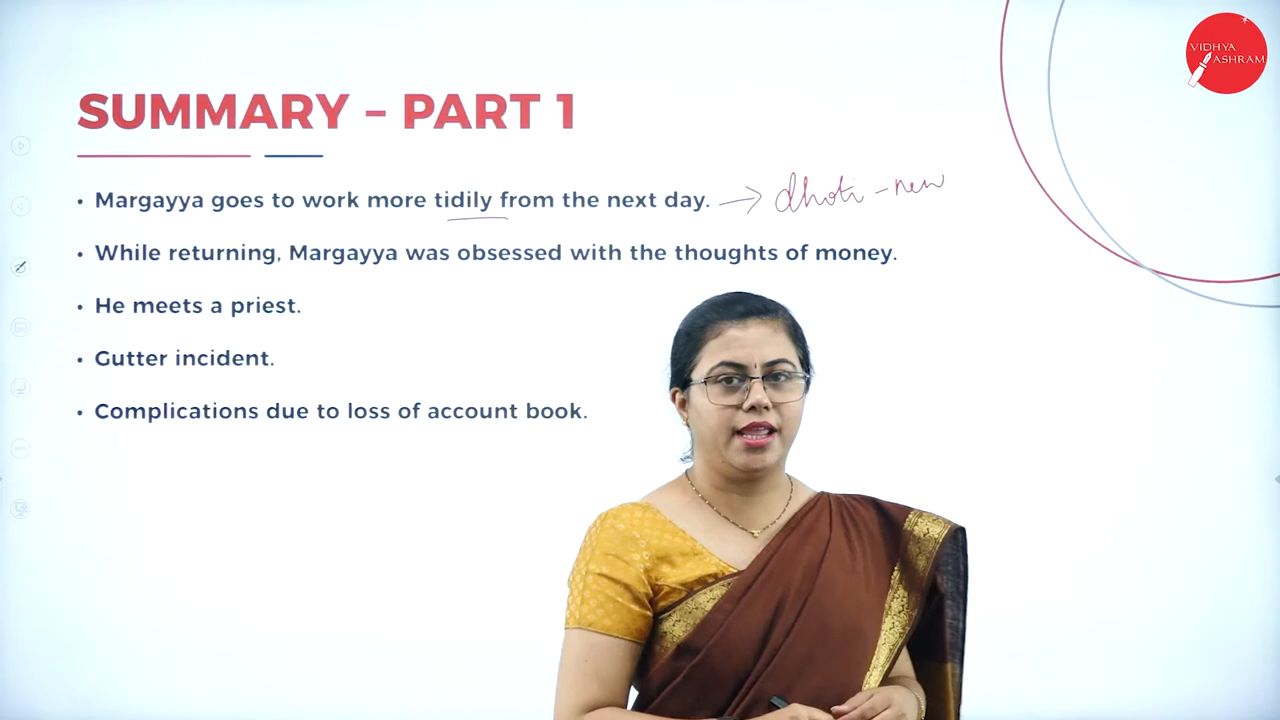 VIDHYA
ASHRAM
SUMMARY – PART 1
• Margayya goes to work more tidily from the next day. → dhoti - new
• While returning, Margayya was obsessed with the thoughts of money.
• He meets a priest.
• Gutter incident.
• Complications due to loss of account book.